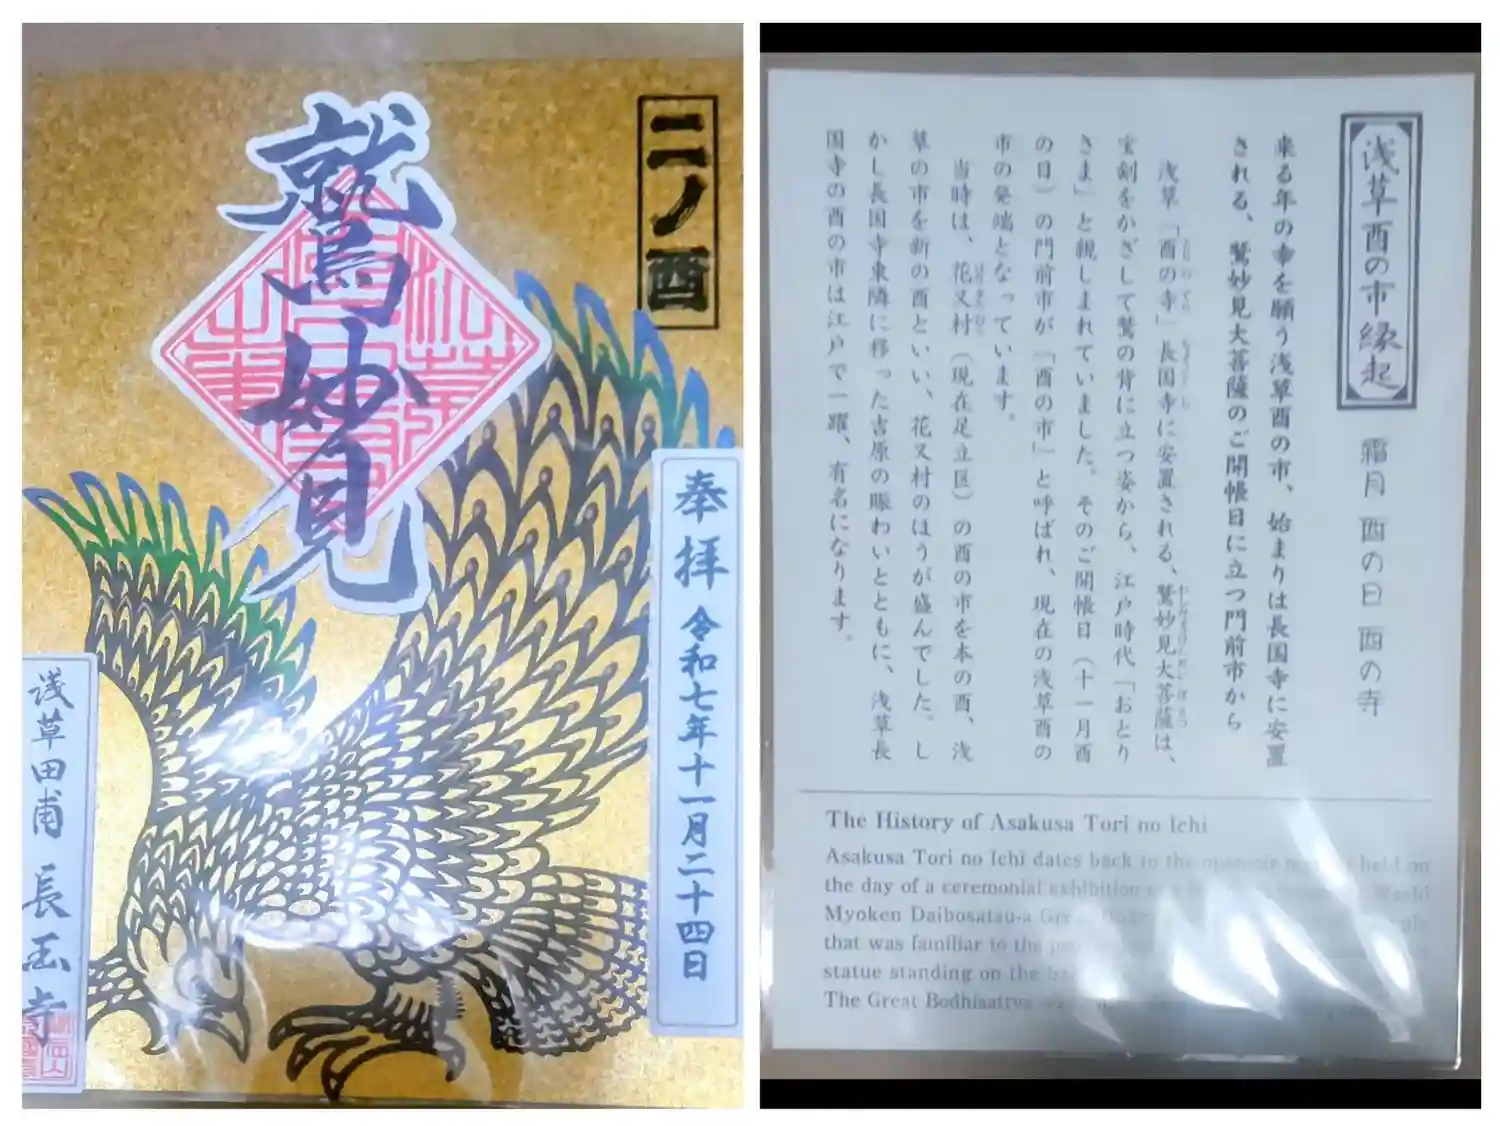 二ノ酉
鷲妙見
奉拝 令和七年十一月二十四日
浅草田甫 長国寺
浅草酉の市縁起
霜月 酉の日 酉の寺
来る年の幸を願う浅草酉の市、始まりは長国寺に安置
される、鷲妙見大菩薩のご開帳日に立つ門前市から
浅草「酉の寺」長国寺に安置される、鷲妙見大菩薩は、
宝剣をかざして鷲の背に立つ姿から、江戸時代「おとり
さま」と親しまれていました。そのご開帳日（十一月酉
の日）の門前市が「酉の市」と呼ばれ、現在の浅草酉の
市の発端となっています。
当時は、花又村（現在足立区）の酉の市を本の酉、浅
草の市を新の酉といい、花又村のほうが盛んでした。し
かし長国寺東隣に移った吉原の賑わいとともに、浅草長
国寺の酉の市は江戸で一躍、有名になります。
The History of Asakusa Tori no Ichi
Asakusa Tori no Ichi dates back to the held on
the day of a ceremonial exhibition
Myoken Daibosatau-a
that was familiar to the
statue standing on the
The Great Bodhisatrva